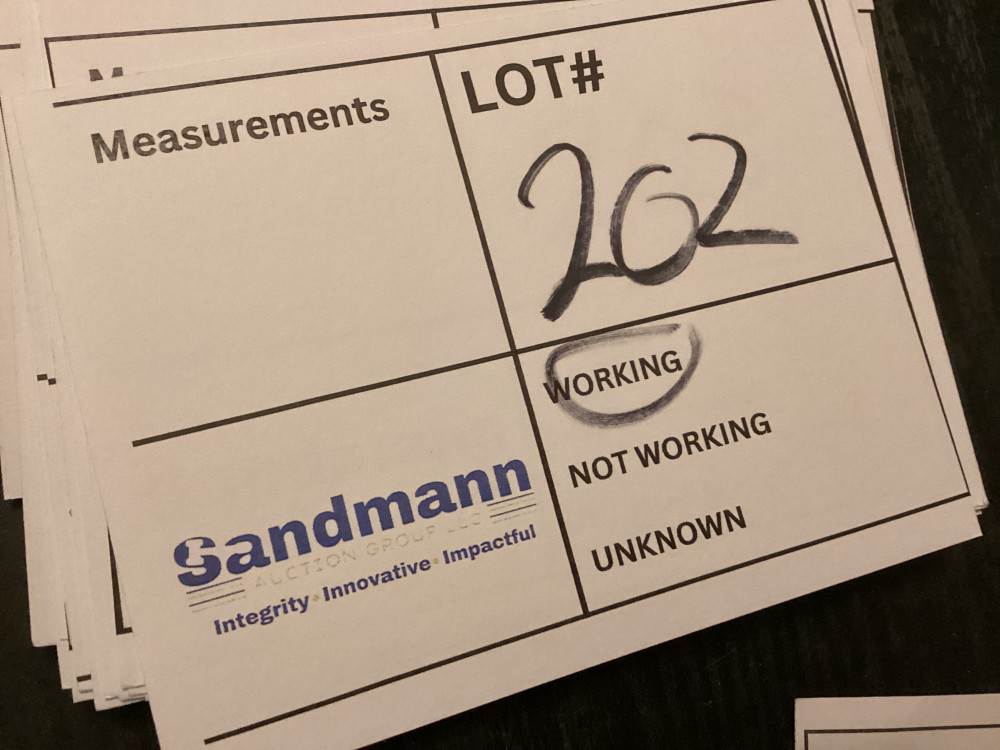 Measurements
LOT#
202
WORKING
NOT WORKING
UNKNOWN
Sandmann
AUCTION GROUP LLC
Integrity • Innovative • Impactful